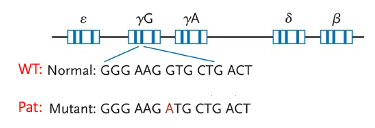 ε γG γA δ β
WT: Normal: GGG AAG GTG CTG ACT
Pat: Mutant: GGG AAG ATG CTG ACT